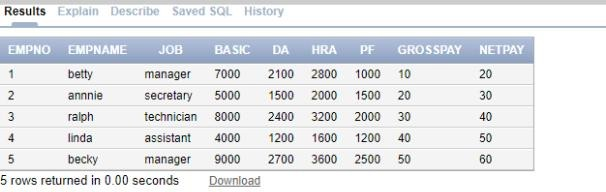 Results Explain Describe Saved SQL History
EMPNO EMPNAME JOB BASIC DA HRA PF GROSSPAY NETPAY
1 betty manager 7000 2100 2800 1000 10 20
2 annnie secretary 5000 1500 2000 1500 20 30
3 ralph technician 8000 2400 3200 2000 30 40
4 linda assistant 4000 1200 1600 1200 40 50
5 becky manager 9000 2700 3600 2500 50 60
5 rows returned in 0.00 seconds Download